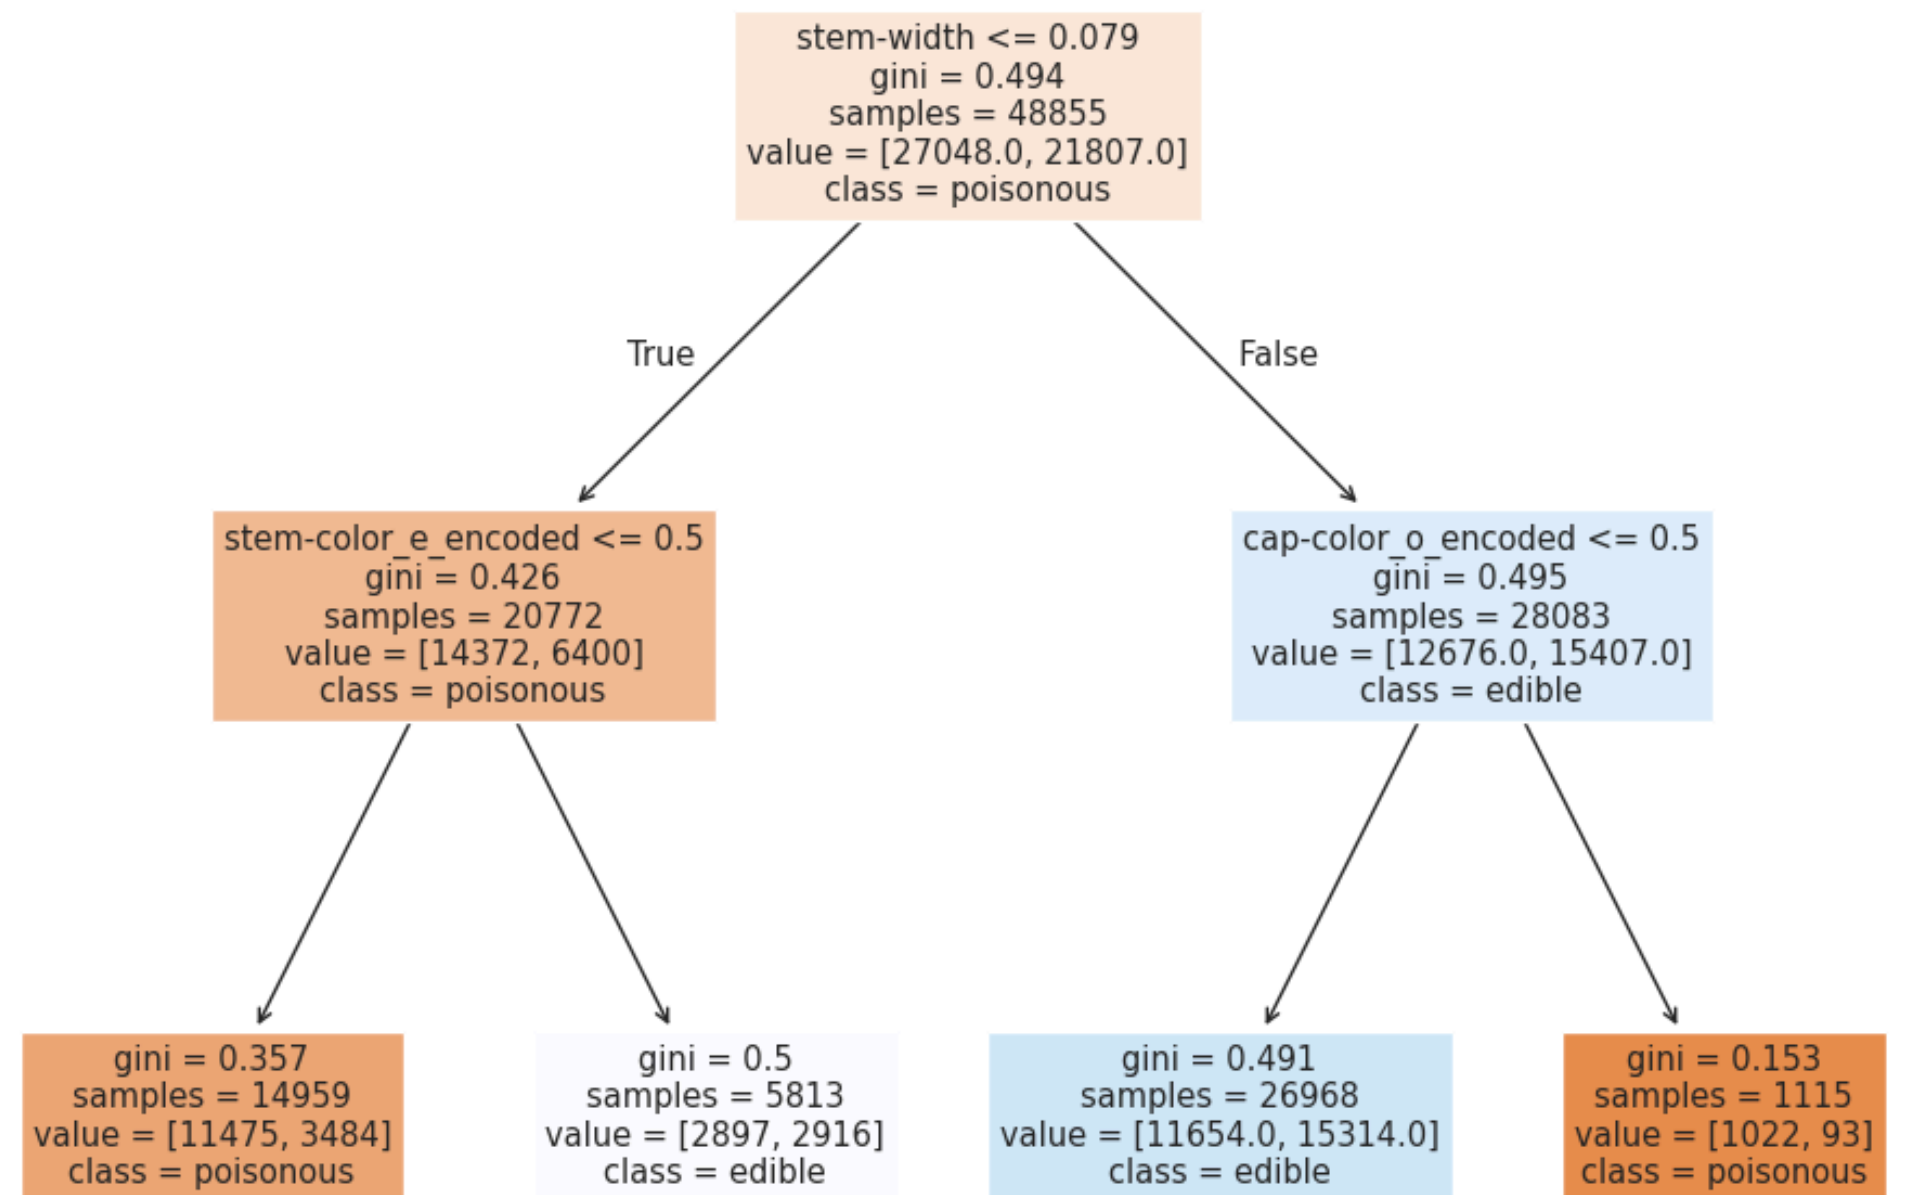 stem-width <= 0.079
gini = 0.494
samples = 48855
value = [27048.0, 21807.0]
class = poisonous
True
False
stem-color_e_encoded <= 0.5
gini = 0.426
samples = 20772
value = [14372, 6400]
class = poisonous
cap-color_o_encoded <= 0.5
gini = 0.495
samples = 28083
value = [12676.0, 15407.0]
class = edible
gini = 0.357
samples = 14959
value = [11475, 3484]
class = poisonous
gini = 0.5
samples = 5813
value = [2897, 2916]
class = edible
gini = 0.491
samples = 26968
value = [11654.0, 15314.0]
class = edible
gini = 0.153
samples = 1115
value = [1022, 93]
class = poisonous